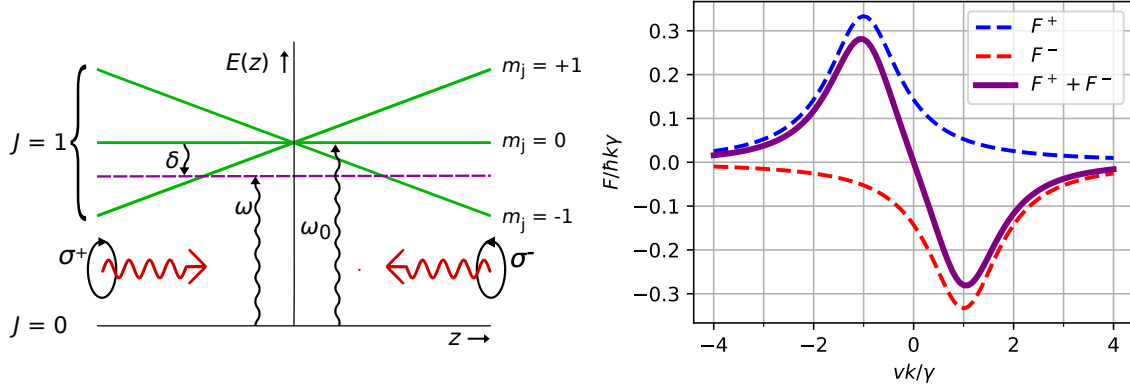 E(z)
m_j = +1
J = 1
m_j = 0
δ
m_j = -1
ω
ω₀
σ⁺
σ⁻
J = 0
z →
F/ħkγ
0.3
0.2
0.1
0.0
−0.1
−0.2
−0.3
F⁺
F⁻
F⁺ + F⁻
−4
−2
0
2
4
vk/γ